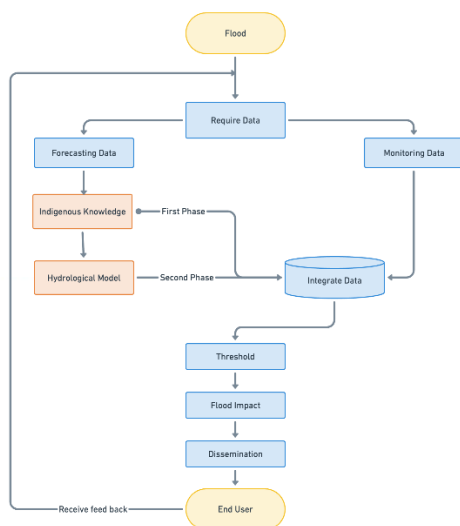 Flood
Require Data
Forecasting Data
Monitoring Data
Indigenous Knowledge
First Phase
Hydrological Model
Second Phase
Integrate Data
Threshold
Flood Impact
Dissemination
Receive feed back
End User